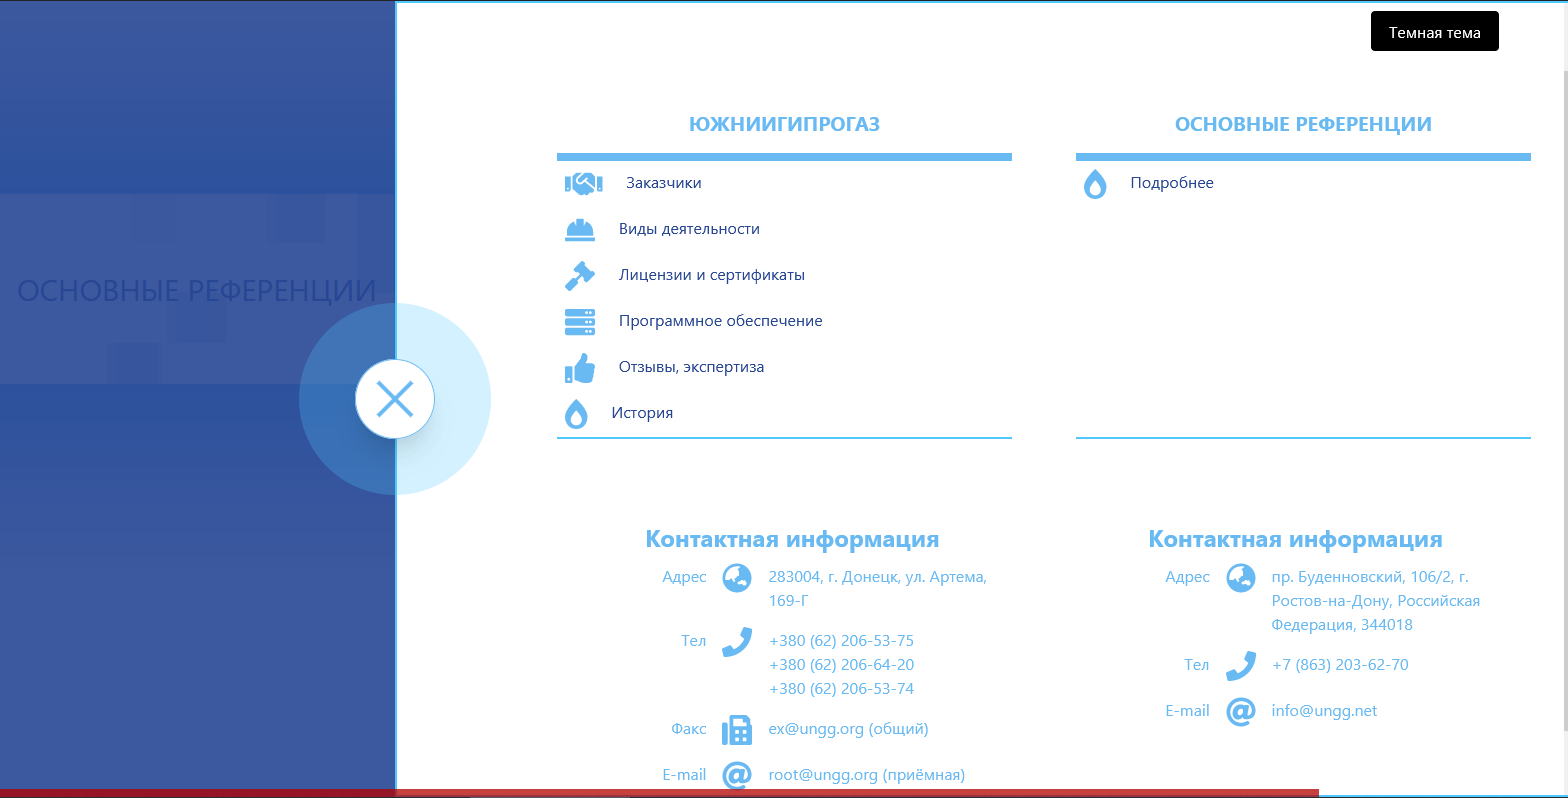 Темная тема
ОСНОВНЫЕ РЕФЕРЕНЦИИ
ЮЖНИИГИПРОГАЗ
Заказчики
Виды деятельности
Лицензии и сертификаты
Программное обеспечение
Отзывы, экспертиза
История
ОСНОВНЫЕ РЕФЕРЕНЦИИ
Подробнее
Контактная информация
Адрес 283004, г. Донецк, ул. Артема,
169-Г
Тел +380 (62) 206-53-75
+380 (62) 206-64-20
+380 (62) 206-53-74
Факс ex@ungg.org (общий)
E-mail root@ungg.org (приёмная)
Контактная информация
Адрес пр. Буденновский, 106/2, г.
Ростов-на-Дону, Российская
Федерация, 344018
Тел +7 (863) 203-62-70
E-mail info@ungg.net